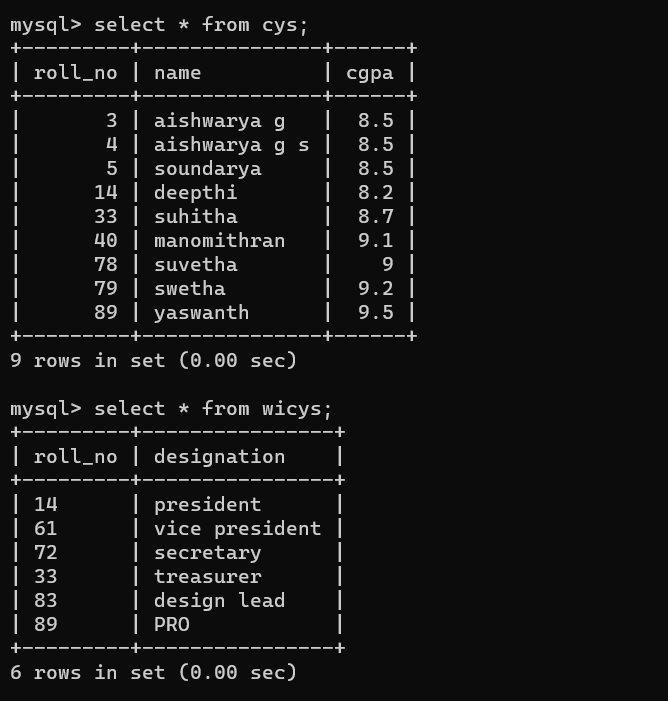 mysql> select * from cys;
+---------+---------------+------+
| roll_no | name          | cgpa |
+---------+---------------+------+
|       3 | aishwarya g   |  8.5 |
|       4 | aishwarya g s |  8.5 |
|       5 | soundarya     |  8.5 |
|      14 | deepthi       |  8.2 |
|      33 | suhitha       |  8.7 |
|      40 | manomithran   |  9.1 |
|      78 | suvetha       |    9 |
|      79 | swetha        |  9.2 |
|      89 | yaswanth      |  9.5 |
+---------+---------------+------+
9 rows in set (0.00 sec)

mysql> select * from wicys;
+---------+----------------+
| roll_no | designation    |
+---------+----------------+
| 14      | president      |
| 61      | vice president |
| 72      | secretary      |
| 33      | treasurer      |
| 83      | design lead    |
| 89      | PRO            |
+---------+----------------+
6 rows in set (0.00 sec)